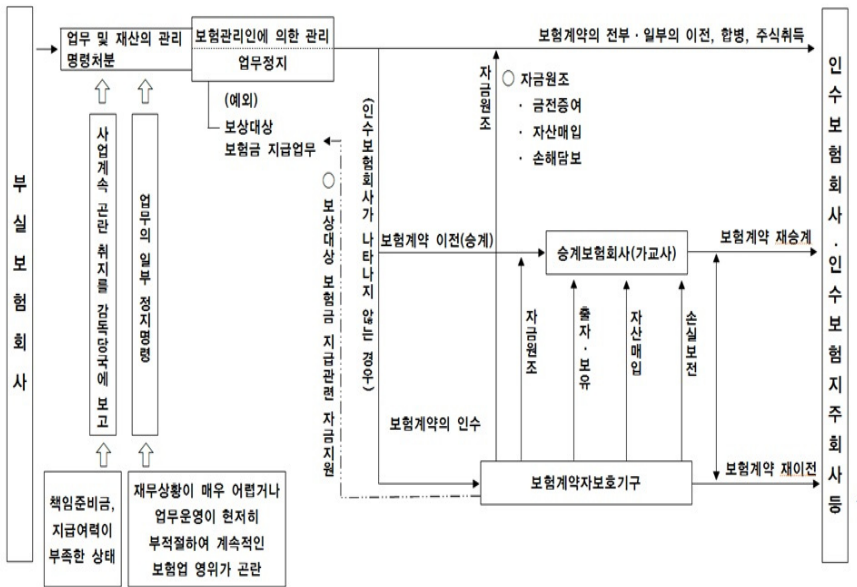 부실보험회사
업무 및 재산의 관리
명령처분
보험관리인에 의한 관리
업무정지
(예외)
보상대상
보험금 지급업무
사업계속 곤란 취지를 감독당국에 보고
업무의 일부 정지명령
책임준비금,
지급여력이
부족한 상태
재무상황이 매우 어렵거나
업무운영이 현저히
부적절하여 계속적인
보험업 영위가 곤란
○ 보상대상 보험금 지급관련 자금지원
(인수보험회사가 나타나지 않는 경우)
보험계약의 전부·일부의 이전, 합병, 주식취득
자금원조
○ 자금원조
· 금전증여
· 자산매입
· 손해담보
보험계약 이전(승계)
승계보험회사(가교사)
보험계약 재승계
자금원조
출자·보유
자산매입
손실보전
보험계약의 인수
보험계약자보호기구
보험계약 재이전
인수보험회사·인수보험지주회사등